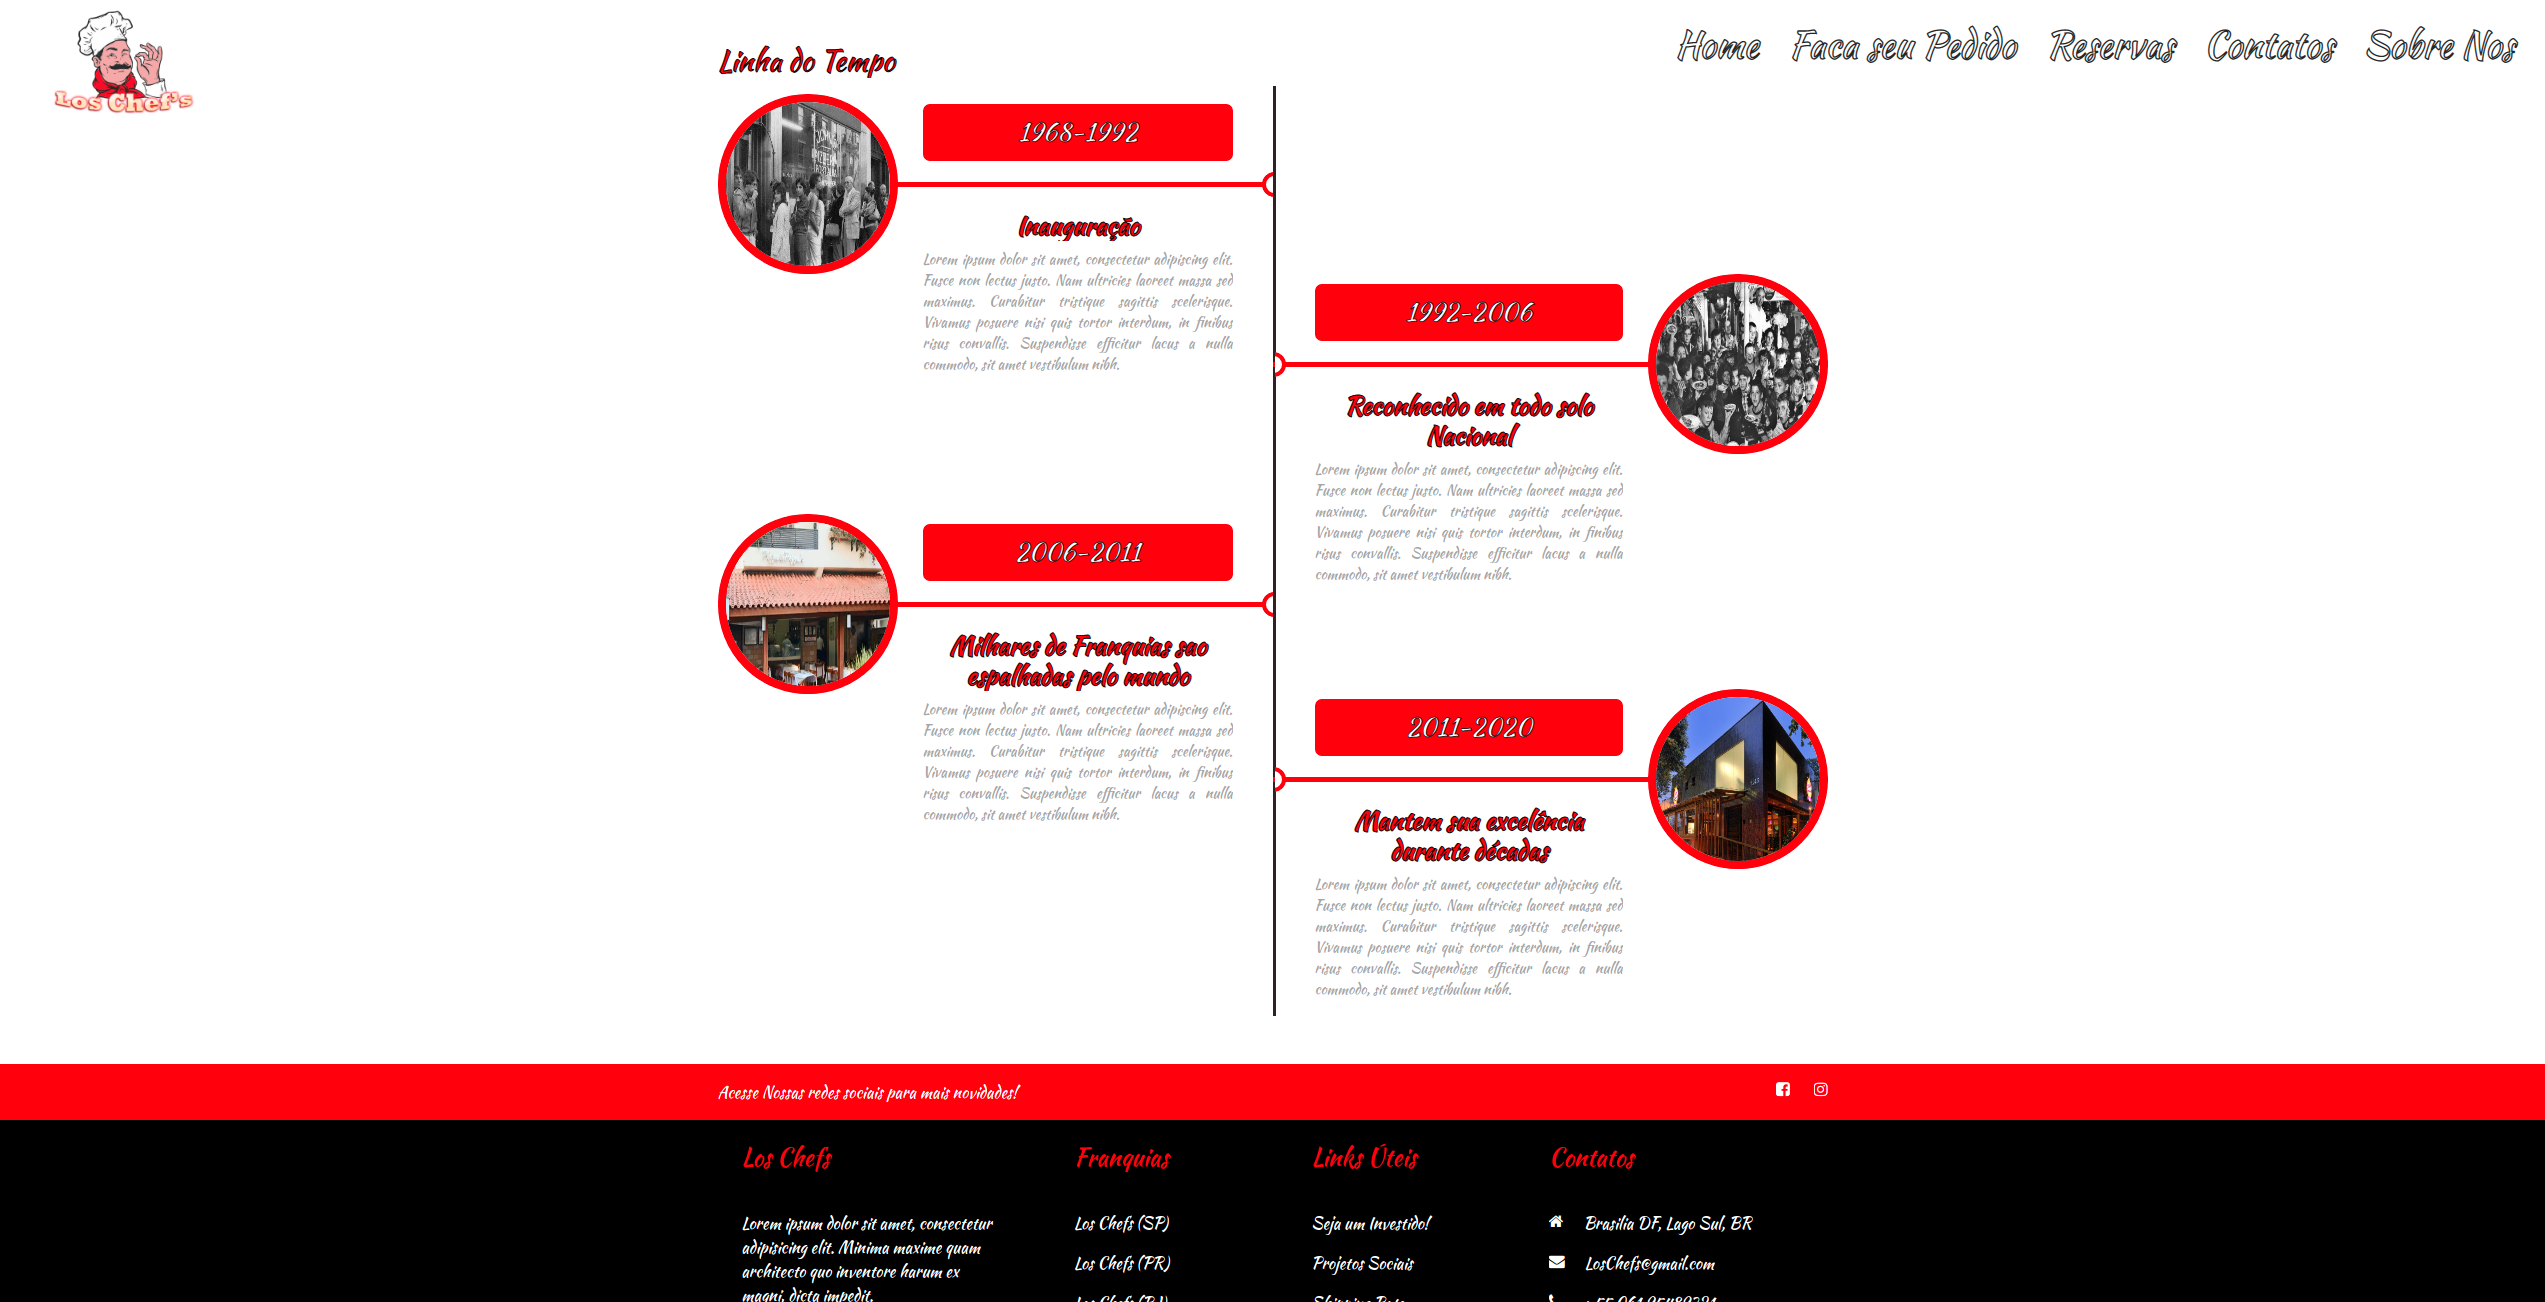 Los Chef's
Home Faca seu Pedido Reservas Contatos Sobre Nos
Linha do Tempo
1968-1992
Inauguração
Lorem ipsum dolor sit amet, consectetur adipiscing elit.
Fusce non lectus justo. Nam ultricies laoreet massa sed
maximus. Curabitur tristique sagittis scelerisque.
Vivamus posuere nisi quis tortor interdum, in finibus
risus convallis. Suspendisse efficitur lacus a nulla
commodo, sit amet vestibulum nibh.
1992-2006
Reconhecido em todo solo
Nacional
Lorem ipsum dolor sit amet, consectetur adipiscing elit.
Fusce non lectus justo. Nam ultricies laoreet massa sed
maximus. Curabitur tristique sagittis scelerisque.
Vivamus posuere nisi quis tortor interdum, in finibus
risus convallis. Suspendisse efficitur lacus a nulla
commodo, sit amet vestibulum nibh.
2006-2011
Milhares de Franquias sao
espalhadas pelo mundo
Lorem ipsum dolor sit amet, consectetur adipiscing elit.
Fusce non lectus justo. Nam ultricies laoreet massa sed
maximus. Curabitur tristique sagittis scelerisque.
Vivamus posuere nisi quis tortor interdum, in finibus
risus convallis. Suspendisse efficitur lacus a nulla
commodo, sit amet vestibulum nibh.
2011-2020
Mantem sua excelência
durante décadas
Lorem ipsum dolor sit amet, consectetur adipiscing elit.
Fusce non lectus justo. Nam ultricies laoreet massa sed
maximus. Curabitur tristique sagittis scelerisque.
Vivamus posuere nisi quis tortor interdum, in finibus
risus convallis. Suspendisse efficitur lacus a nulla
commodo, sit amet vestibulum nibh.
Acesse Nossas redes sociais para mais novidades!
Los Chefs
Lorem ipsum dolor sit amet, consectetur
adipisicing elit. Minima maxime quam
architecto quo inventore harum ex
magni, dicta impedit.
Franquias
Los Chefs (SP)
Los Chefs (PR)
Los Chefs (RJ)
Links Úteis
Seja um Investido!
Projetos Sociais
Contatos
Brasilia DF, Lago Sul, BR
LosChefs@gmail.com